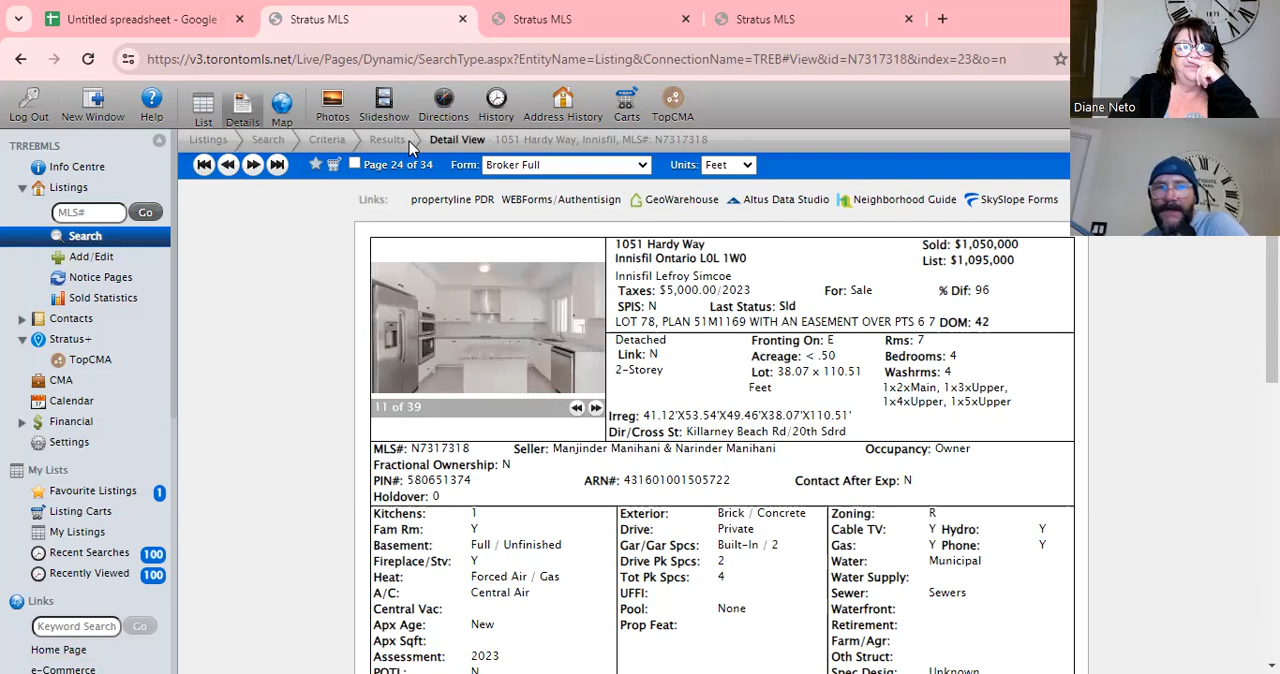 Untitled spreadsheet - Google
Stratus MLS
Stratus MLS
Stratus MLS
https://v3.torontomls.net/Live/Pages/Dynamic/SearchType.aspx?EntityName=Listing&ConnectionName=TREB#View&id=N7317318&index=23&o=n
Diane Neto
Log Out New Window Help List Details Map Photos Slideshow Directions History Address History Carts TopCMA
Listings Search Criteria Results Detail View - 1051 Hardy Way, Innisfil, MLS#: N7317318
Page 24 of 34 Form: Broker Full Units: Feet
Links: propertyline PDR WEBForms/Authentisign GeoWarehouse Altus Data Studio Neighborhood Guide SkySlope Forms
TRREBMLS
Info Centre
Listings
MLS# Go
Search
Add/Edit
Notice Pages
Sold Statistics
Contacts
Stratus+
TopCMA
CMA
Calendar
Financial
Settings
My Lists
Favourite Listings 1
Listing Carts
My Listings
Recent Searches 100
Recently Viewed 100
Links
Keyword Search Go
Home Page
e-Commerce
11 of 39
1051 Hardy Way Sold: $1,050,000
Innisfil Ontario L0L 1W0 List: $1,095,000
Innisfil Lefroy Simcoe
Taxes: $5,000.00/2023 For: Sale % Dif: 96
SPIS: N Last Status: Sld
LOT 78, PLAN 51M1169 WITH AN EASEMENT OVER PTS 6 7 DOM: 42
Detached Fronting On: E Rms: 7
Link: N Acreage: < .50 Bedrooms: 4
2-Storey Lot: 38.07 x 110.51 Washrms: 4
Feet 1x2xMain, 1x3xUpper,
1x4xUpper, 1x5xUpper
Irreg: 41.12'X53.54'X49.46'X38.07'X110.51'
Dir/Cross St: Killarney Beach Rd/20th Sdrd
MLS#: N7317318 Seller: Manjinder Manihani & Narinder Manihani Occupancy: Owner
Fractional Ownership: N
PIN#: 580651374 ARN#: 431601001505722 Contact After Exp: N
Holdover: 0
Kitchens: 1 Exterior: Brick / Concrete Zoning: R
Fam Rm: Y Drive: Private Cable TV: Y Hydro: Y
Basement: Full / Unfinished Gar/Gar Spcs: Built-In / 2 Gas: Y Phone: Y
Fireplace/Stv: Y Drive Pk Spcs: 2 Water: Municipal
Heat: Forced Air / Gas Tot Pk Spcs: 4 Water Supply:
A/C: Central Air UFFI: Sewer: Sewers
Central Vac: Pool: None Waterfront:
Apx Age: New Prop Feat: Retirement:
Apx Sqft: Farm/Agr:
Assessment: 2023 Oth Struct:
POTL: N Spec Desig: Unknown